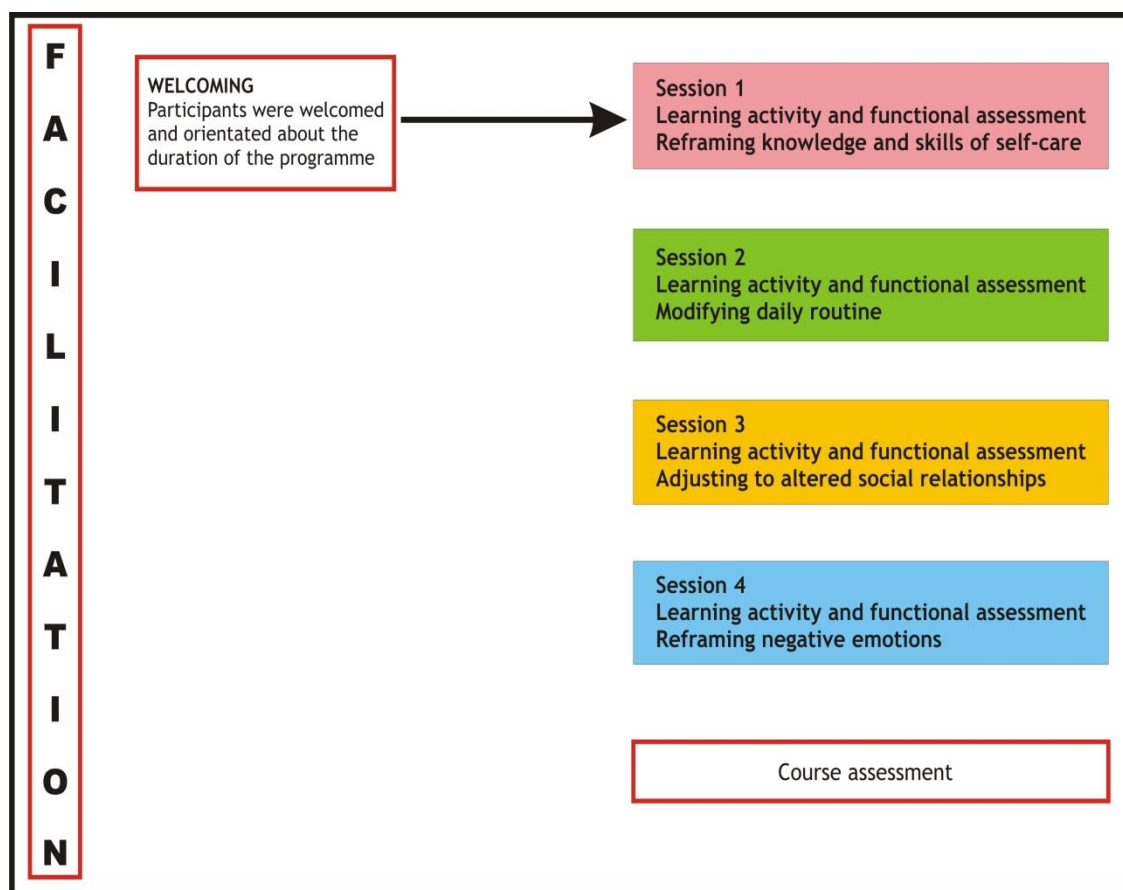 FACILITATION
WELCOMING
Participants were welcomed
and orientated about the
duration of the programme
Session 1
Learning activity and functional assessment
Reframing knowledge and skills of self-care
Session 2
Learning activity and functional assessment
Modifying daily routine
Session 3
Learning activity and functional assessment
Adjusting to altered social relationships
Session 4
Learning activity and functional assessment
Reframing negative emotions
Course assessment